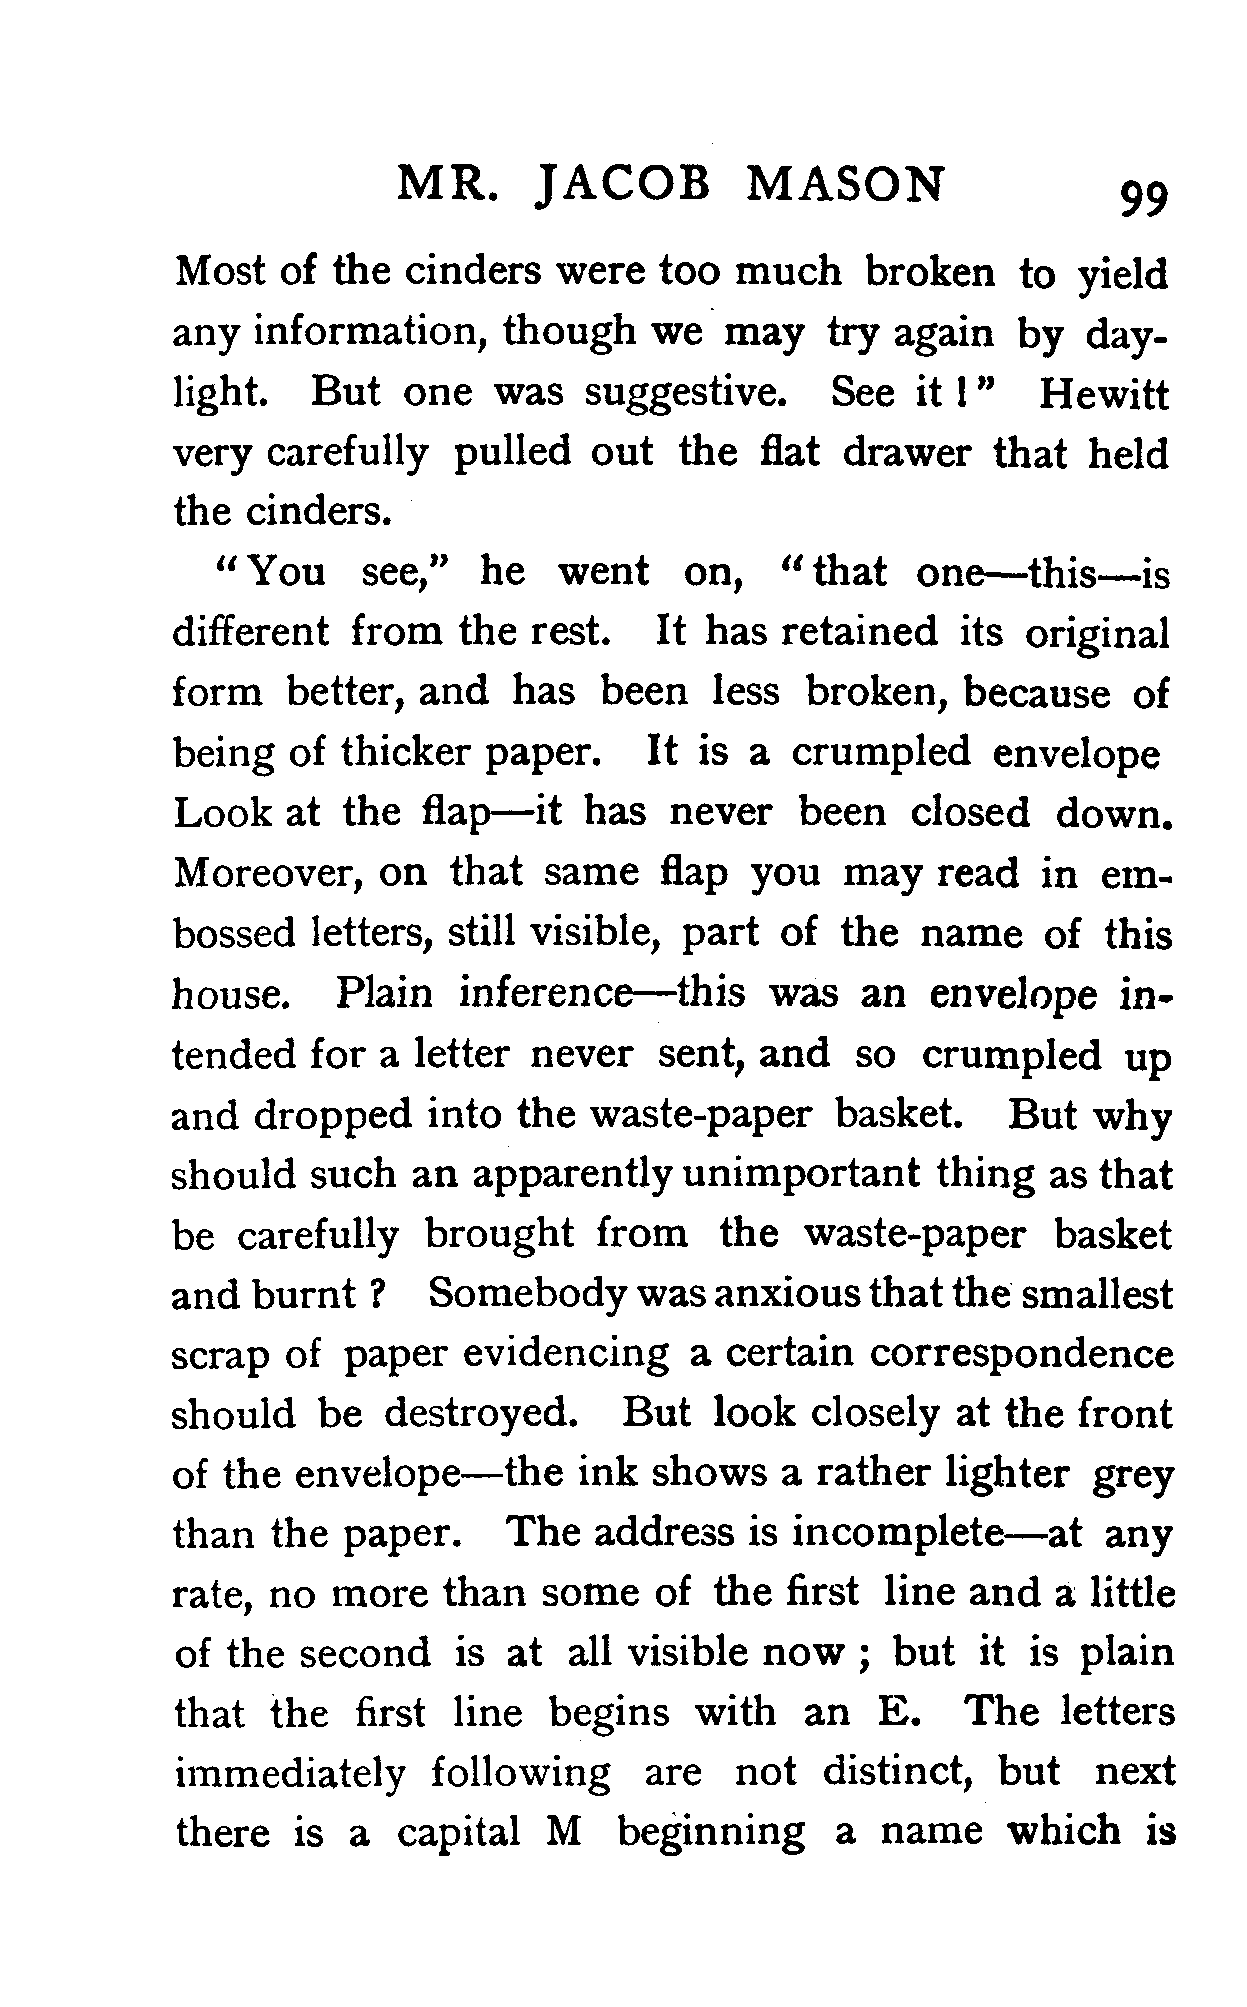 MR. JACOB MASON 99
Most of the cinders were too much broken to yield
any information, though we may try again by day-
light. But one was suggestive. See it ! " Hewitt
very carefully pulled out the flat drawer that held
the cinders.
" You see," he went on, " that one—this—is
different from the rest. It has retained its original
form better, and has been less broken, because of
being of thicker paper. It is a crumpled envelope
Look at the flap—it has never been closed down.
Moreover, on that same flap you may read in em-
bossed letters, still visible, part of the name of this
house. Plain inference—this was an envelope in-
tended for a letter never sent, and so crumpled up
and dropped into the waste-paper basket. But why
should such an apparently unimportant thing as that
be carefully brought from the waste-paper basket
and burnt ? Somebody was anxious that the smallest
scrap of paper evidencing a certain correspondence
should be destroyed. But look closely at the front
of the envelope—the ink shows a rather lighter grey
than the paper. The address is incomplete—at any
rate, no more than some of the first line and a little
of the second is at all visible now ; but it is plain
that the first line begins with an E. The letters
immediately following are not distinct, but next
there is a capital M beginning a name which is